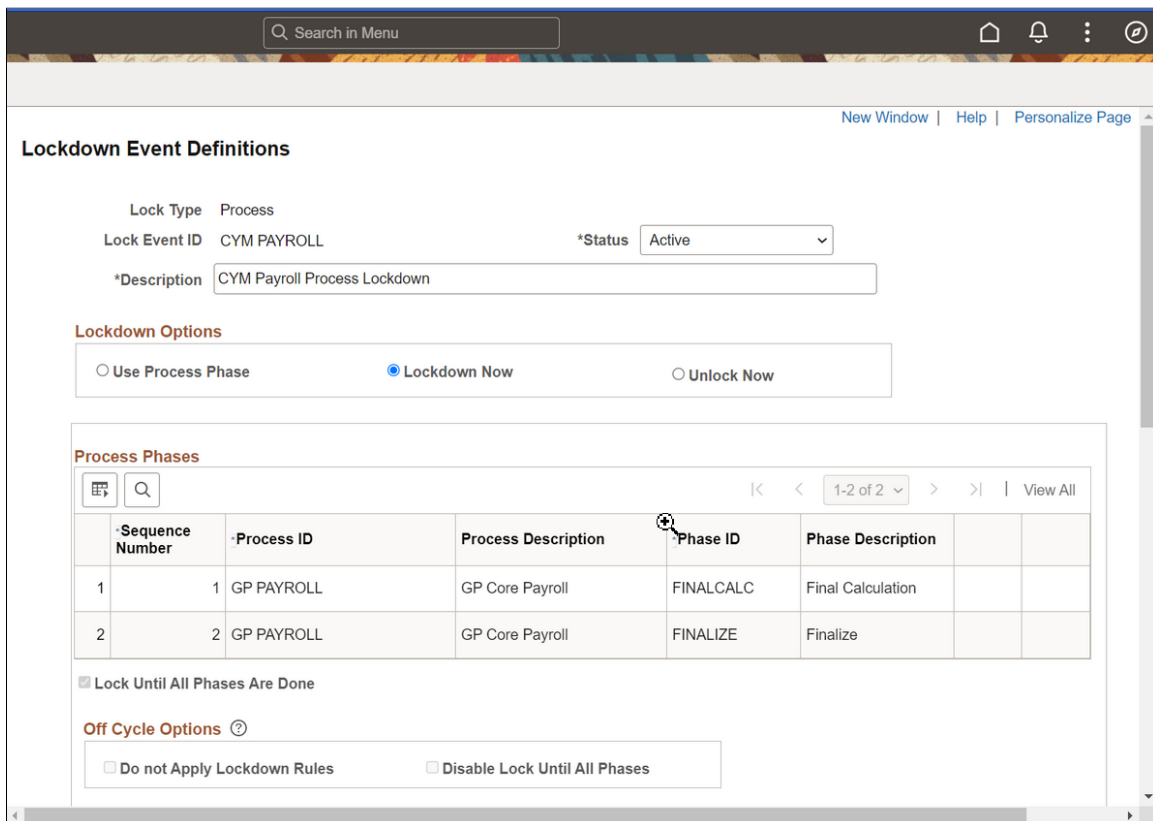 Search in Menu
New Window | Help | Personalize Page
Lockdown Event Definitions
Lock Type Process
Lock Event ID CYM PAYROLL *Status Active
*Description CYM Payroll Process Lockdown
Lockdown Options
Use Process Phase Lockdown Now Unlock Now
Process Phases
1-2 of 2 | View All
*Sequence Number *Process ID Process Description *Phase ID Phase Description
1 1 GP PAYROLL GP Core Payroll FINALCALC Final Calculation
2 2 GP PAYROLL GP Core Payroll FINALIZE Finalize
Lock Until All Phases Are Done
Off Cycle Options ?
Do not Apply Lockdown Rules Disable Lock Until All Phases